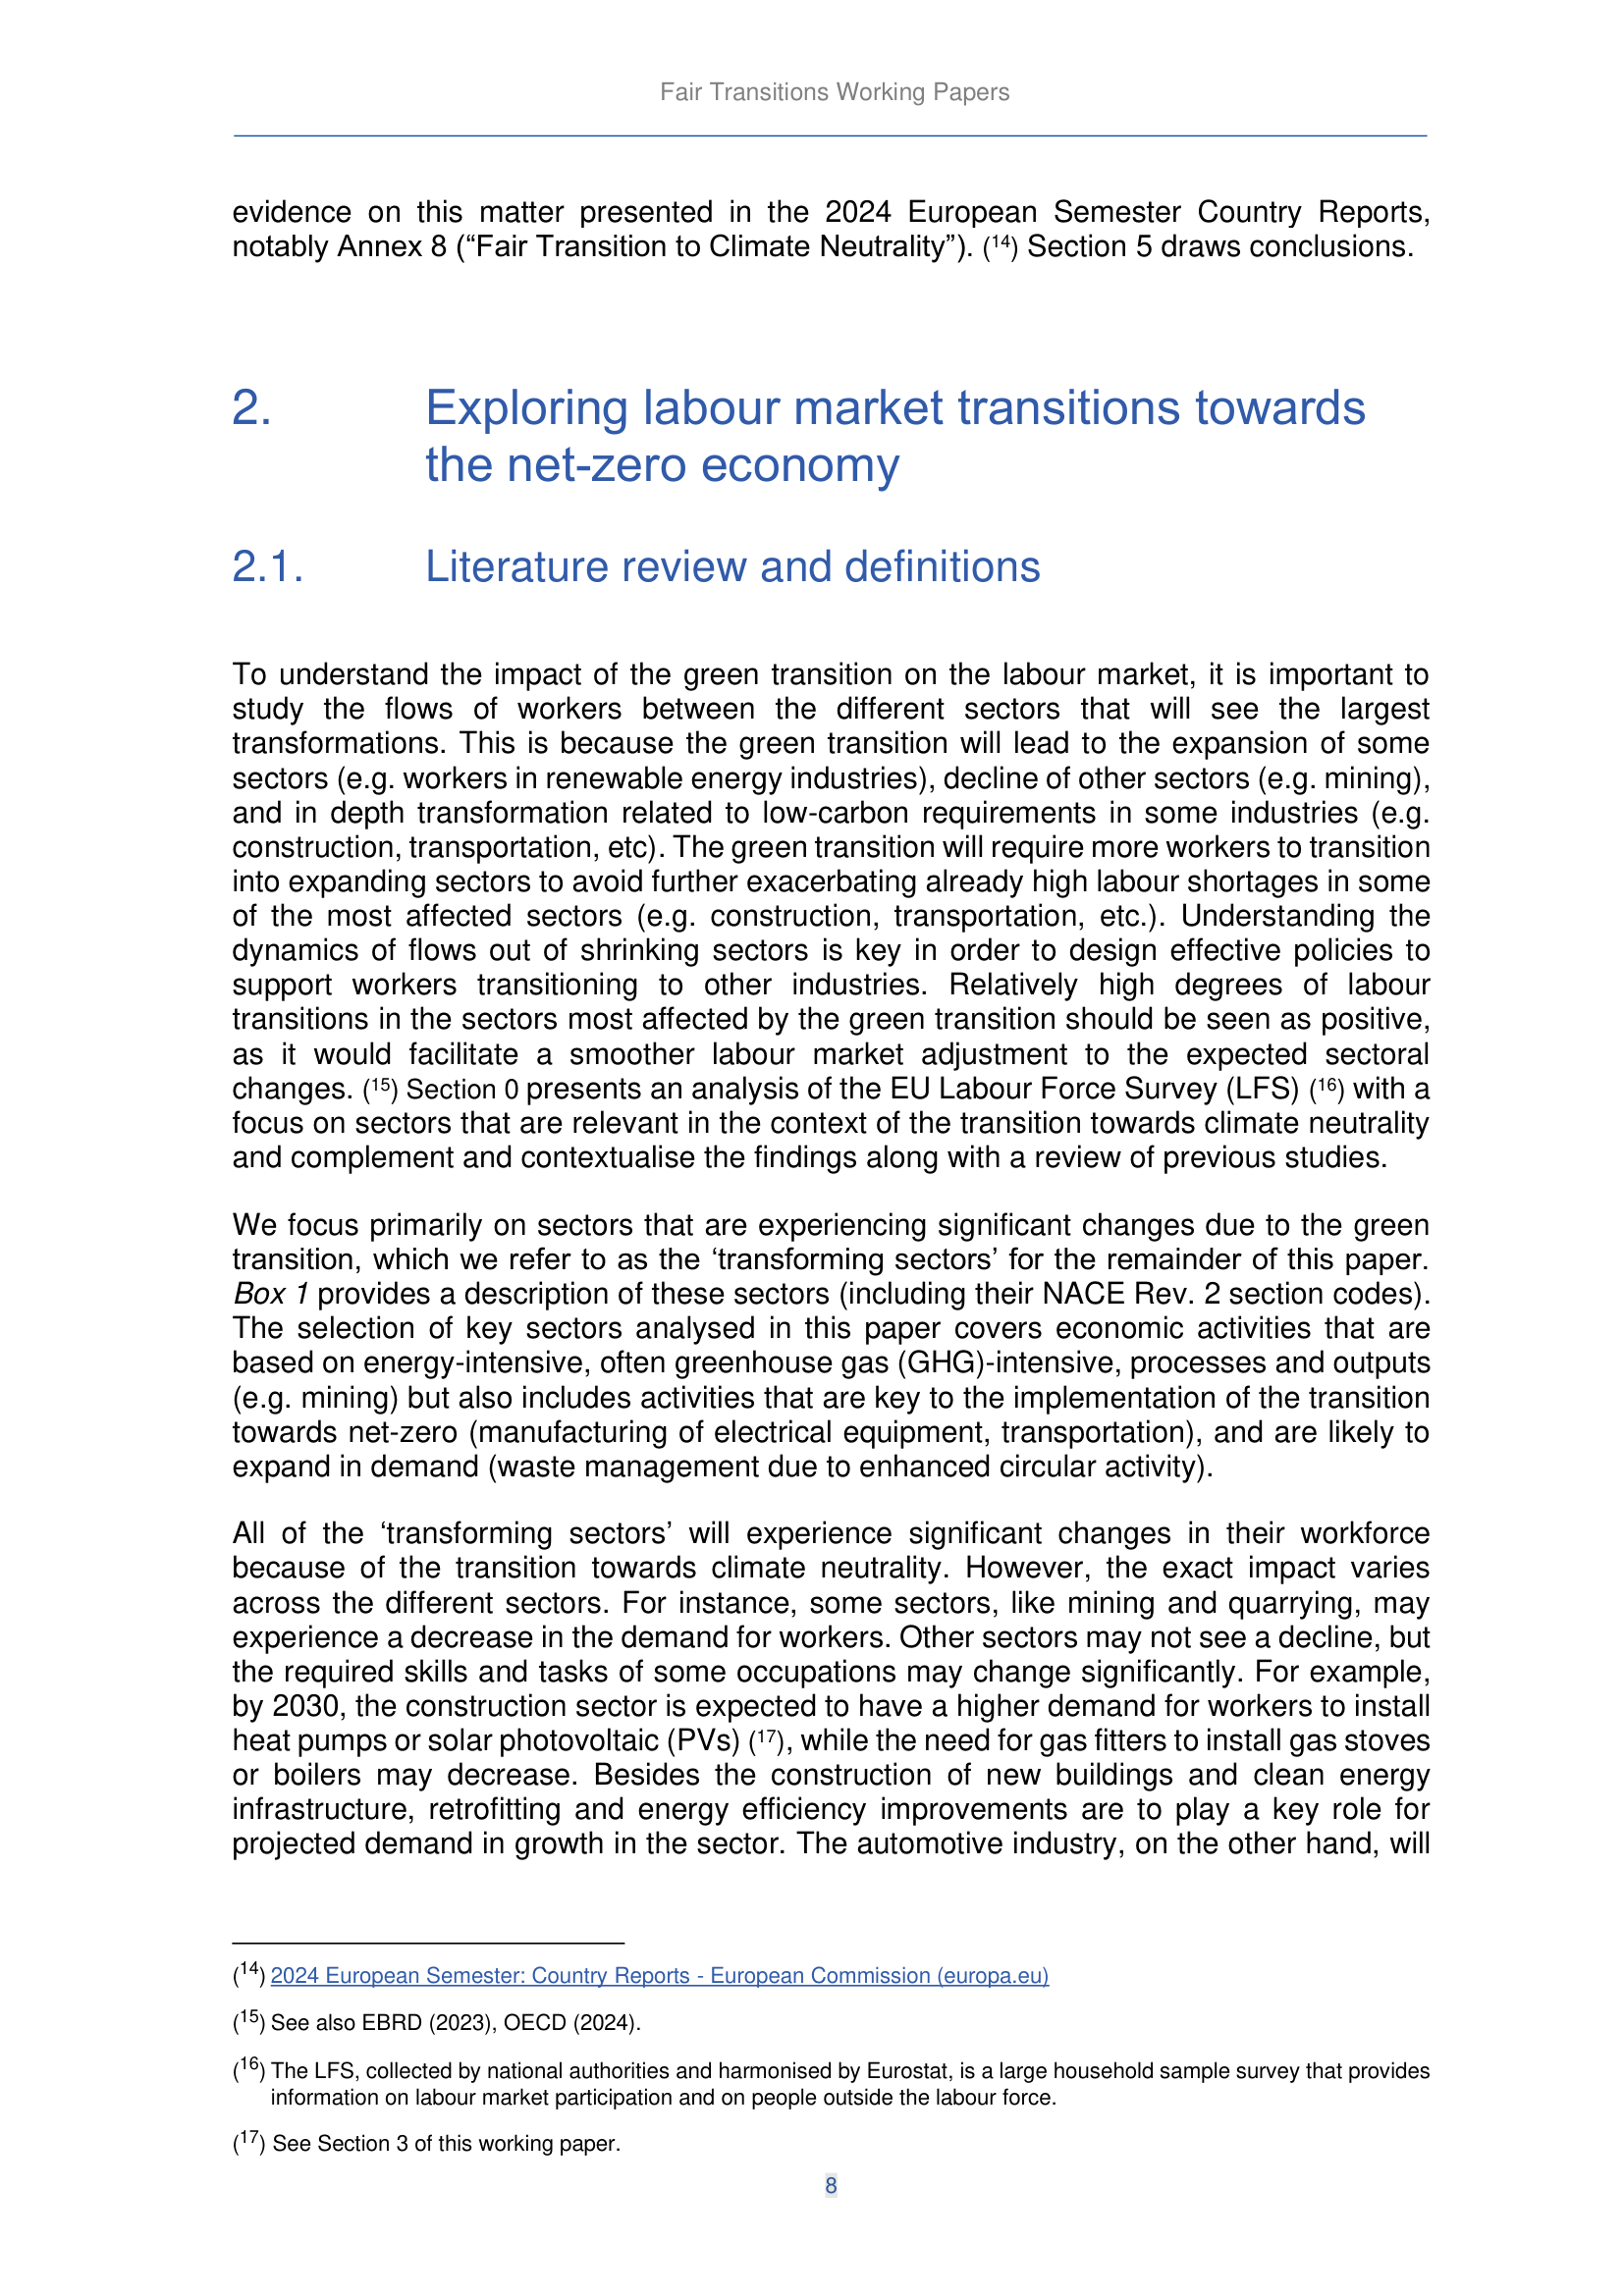 Fair Transitions Working Papers
evidence on this matter presented in the 2024 European Semester Country Reports,
notably Annex 8 (“Fair Transition to Climate Neutrality”). (14) Section 5 draws conclusions.
2. Exploring labour market transitions towards
the net-zero economy
2.1. Literature review and definitions
To understand the impact of the green transition on the labour market, it is important to
study the flows of workers between the different sectors that will see the largest
transformations. This is because the green transition will lead to the expansion of some
sectors (e.g. workers in renewable energy industries), decline of other sectors (e.g. mining),
and in depth transformation related to low-carbon requirements in some industries (e.g.
construction, transportation, etc). The green transition will require more workers to transition
into expanding sectors to avoid further exacerbating already high labour shortages in some
of the most affected sectors (e.g. construction, transportation, etc.). Understanding the
dynamics of flows out of shrinking sectors is key in order to design effective policies to
support workers transitioning to other industries. Relatively high degrees of labour
transitions in the sectors most affected by the green transition should be seen as positive,
as it would facilitate a smoother labour market adjustment to the expected sectoral
changes. (15) Section 0 presents an analysis of the EU Labour Force Survey (LFS) (16) with a
focus on sectors that are relevant in the context of the transition towards climate neutrality
and complement and contextualise the findings along with a review of previous studies.
We focus primarily on sectors that are experiencing significant changes due to the green
transition, which we refer to as the ‘transforming sectors’ for the remainder of this paper.
Box 1 provides a description of these sectors (including their NACE Rev. 2 section codes).
The selection of key sectors analysed in this paper covers economic activities that are
based on energy-intensive, often greenhouse gas (GHG)-intensive, processes and outputs
(e.g. mining) but also includes activities that are key to the implementation of the transition
towards net-zero (manufacturing of electrical equipment, transportation), and are likely to
expand in demand (waste management due to enhanced circular activity).
All of the ‘transforming sectors’ will experience significant changes in their workforce
because of the transition towards climate neutrality. However, the exact impact varies
across the different sectors. For instance, some sectors, like mining and quarrying, may
experience a decrease in the demand for workers. Other sectors may not see a decline, but
the required skills and tasks of some occupations may change significantly. For example,
by 2030, the construction sector is expected to have a higher demand for workers to install
heat pumps or solar photovoltaic (PVs) (17), while the need for gas fitters to install gas stoves
or boilers may decrease. Besides the construction of new buildings and clean energy
infrastructure, retrofitting and energy efficiency improvements are to play a key role for
projected demand in growth in the sector. The automotive industry, on the other hand, will
(14) 2024 European Semester: Country Reports - European Commission (europa.eu)
(15) See also EBRD (2023), OECD (2024).
(16) The LFS, collected by national authorities and harmonised by Eurostat, is a large household sample survey that provides
information on labour market participation and on people outside the labour force.
(17) See Section 3 of this working paper.
8